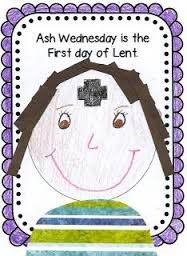 Ash Wednesday is the
First day of Lent.